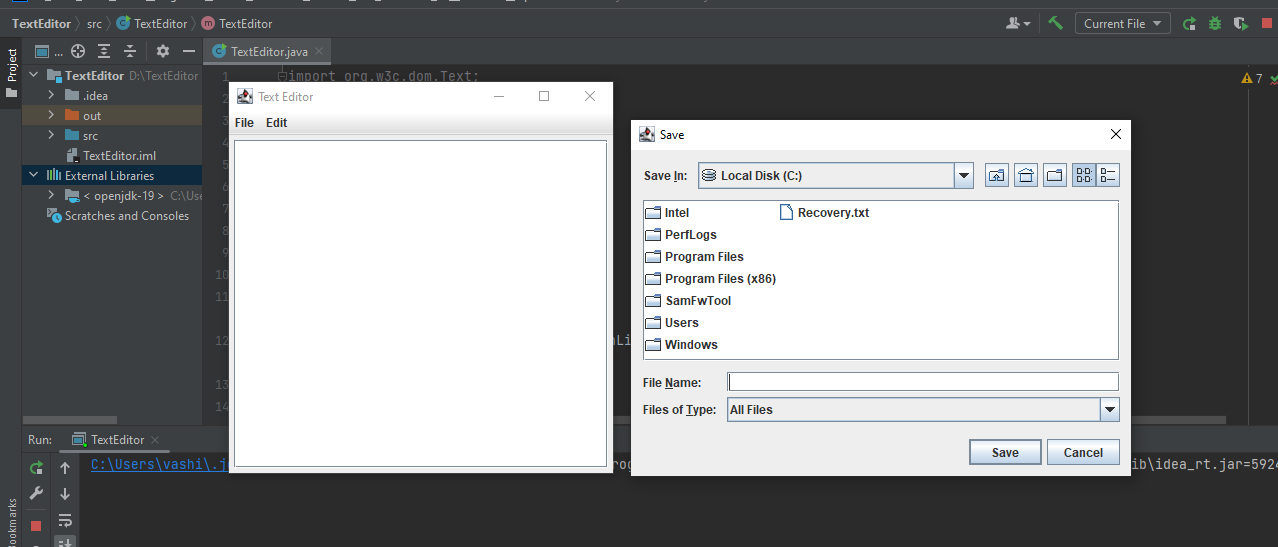 TextEditor src TextEditor TextEditor
Current File
Project
...
TextEditor.java
TextEditor D:\TextEditor
.idea
out
src
TextEditor.iml
External Libraries
< openjdk-19 > C:\Use
Scratches and Consoles
1 import org.w3c.dom.Text;
2
3
4
5
6
7
8
9
10
11
12
13
14
7
Text Editor
File Edit
Save
Save In: Local Disk (C:)
Intel Recovery.txt
PerfLogs
Program Files
Program Files (x86)
SamFwTool
Users
Windows
File Name:
Files of Type: All Files
Save Cancel
Run: TextEditor
C:\Users\vashi\.j
ib\idea_rt.jar=5924
Bookmarks